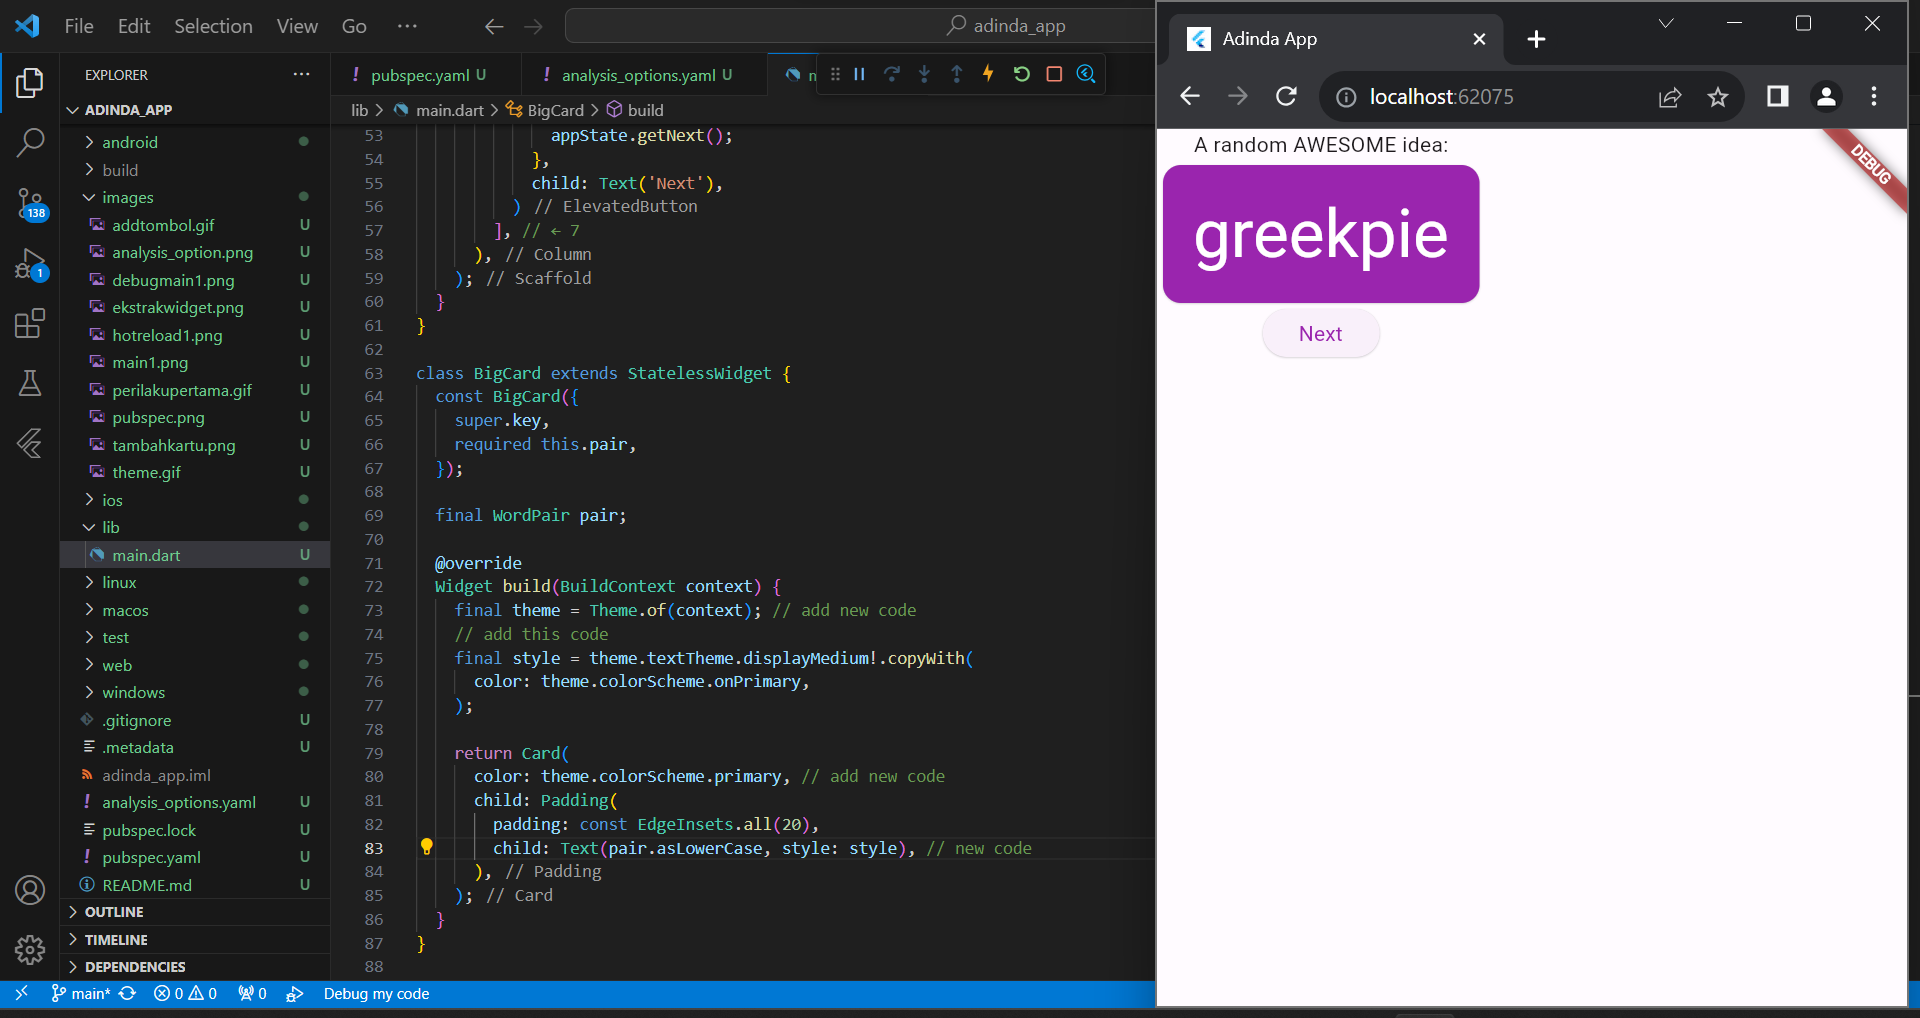 File Edit Selection View Go ··· adinda_app
EXPLORER ···
ADINDA_APP
android
build
images
addtombol.gif U
analysis_option.png U
debugmain1.png U
ekstrakwidget.png U
hotreload1.png U
main1.png U
perilakupertama.gif U
pubspec.png U
tambahkartu.png U
theme.gif U
ios
lib
main.dart U
linux
macos
test
web
windows
.gitignore U
.metadata U
adinda_app.iml
analysis_options.yaml U
pubspec.lock U
pubspec.yaml U
README.md U
OUTLINE
TIMELINE
DEPENDENCIES
138
1
! pubspec.yaml U ! analysis_options.yaml U
lib > main.dart > BigCard > build
53 appState.getNext();
54 },
55 child: Text('Next'),
56 ) // ElevatedButton
57 ], // ← 7
58 ), // Column
59 ); // Scaffold
60 }
61 }
62
63 class BigCard extends StatelessWidget {
64 const BigCard({
65 super.key,
66 required this.pair,
67 });
68
69 final WordPair pair;
70
71 @override
72 Widget build(BuildContext context) {
73 final theme = Theme.of(context); // add new code
74 // add this code
75 final style = theme.textTheme.displayMedium!.copyWith(
76 color: theme.colorScheme.onPrimary,
77 );
78
79 return Card(
80 color: theme.colorScheme.primary, // add new code
81 child: Padding(
82 padding: const EdgeInsets.all(20),
83 child: Text(pair.asLowerCase, style: style), // new code
84 ), // Padding
85 ); // Card
86 }
87 }
88
main* 0 0 0 Debug my code
Adinda App
localhost:62075
A random AWESOME idea:
DEBUG
greekpie
Next